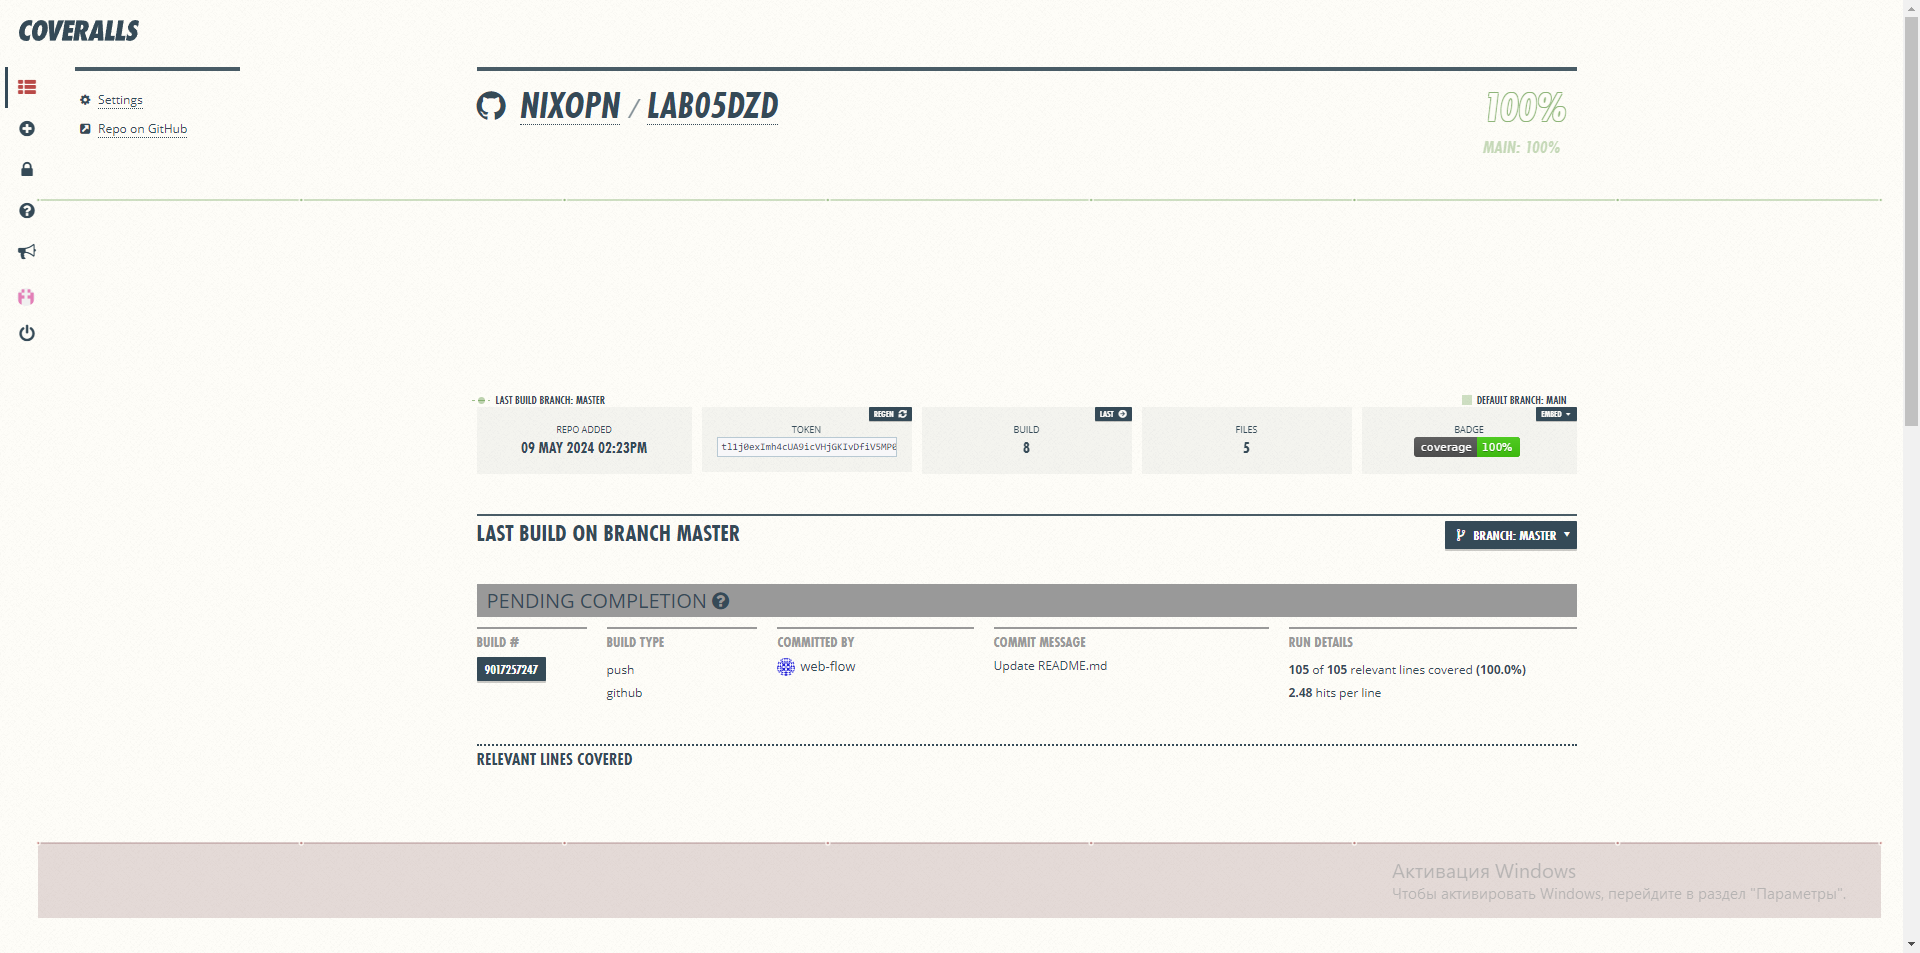 COVERALLS
Settings
Repo on GitHub
NIXOPN / LAB05DZD
100%
MAIN: 100%
LAST BUILD BRANCH: MASTER
DEFAULT BRANCH: MAIN
REPO ADDED
09 MAY 2024 02:23PM
REGEN
TOKEN
LAST
BUILD
8
FILES
5
EMBED
BADGE
coverage 100%
LAST BUILD ON BRANCH MASTER
BRANCH: MASTER
PENDING COMPLETION
BUILD #
9017257247
BUILD TYPE
push
github
COMMITTED BY
web-flow
COMMIT MESSAGE
Update README.md
RUN DETAILS
105 of 105 relevant lines covered (100.0%)
2.48 hits per line
RELEVANT LINES COVERED
Активация Windows
Чтобы активировать Windows, перейдите в раздел "Параметры".